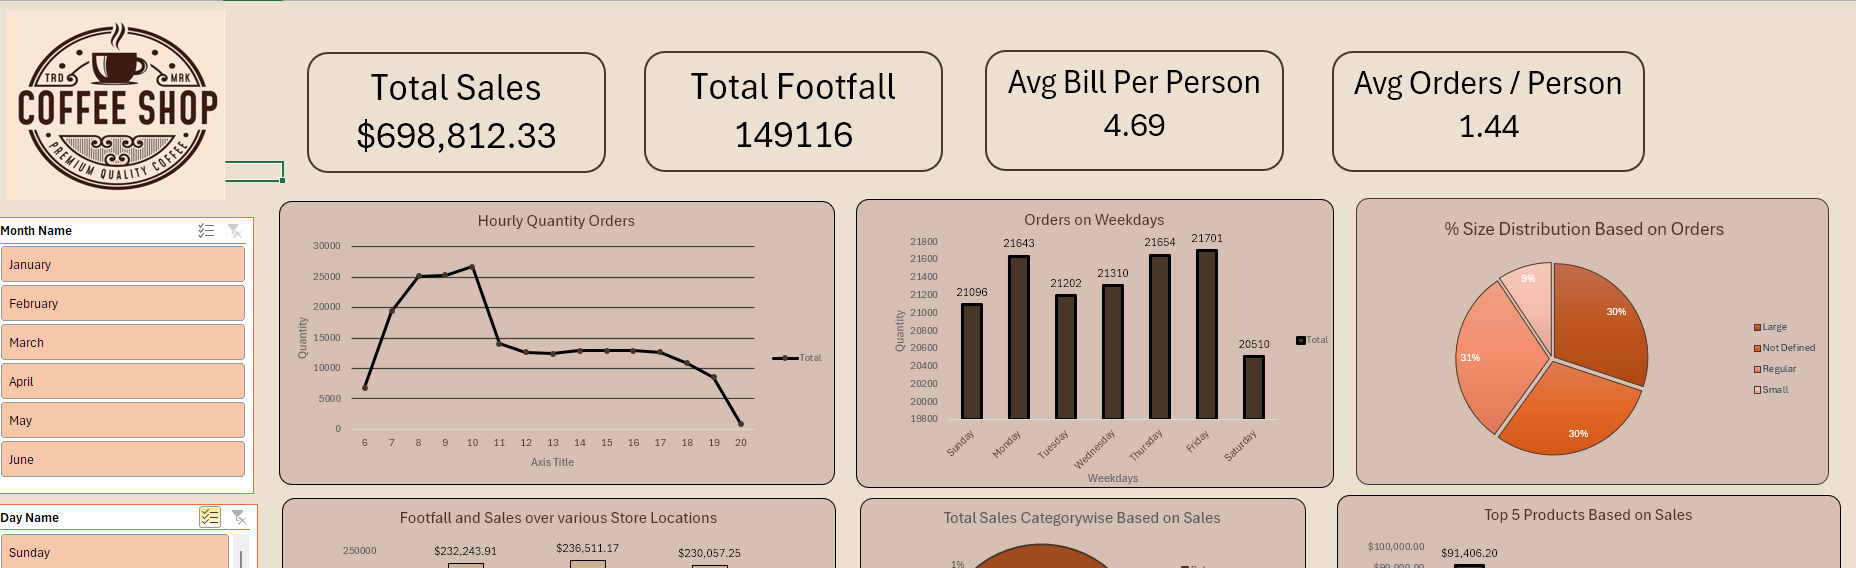 TRD MRK
COFFEE SHOP
PREMIUM QUALITY COFFEE
Total Sales
$698,812.33
Total Footfall
149116
Avg Bill Per Person
4.69
Avg Orders / Person
1.44
Month Name
January
February
March
April
May
June
Day Name
Sunday
Hourly Quantity Orders
30000
25000
20000
15000
10000
5000
0
Quantity
6 7 8 9 10 11 12 13 14 15 16 17 18 19 20
Axis Title
Total
Orders on Weekdays
21800
21600
21400
21200
21000
20800
20600
20400
20200
20000
19800
Quantity
21096
21643
21202
21310
21654
21701
20510
Sunday
Monday
Tuesday
Wednesday
Thursday
Friday
Saturday
Weekdays
Total
% Size Distribution Based on Orders
9%
30%
31%
30%
Large
Not Defined
Regular
Small
Footfall and Sales over various Store Locations
250000
$232,243.91
$236,511.17
$230,057.25
Total Sales Categorywise Based on Sales
1%
Top 5 Products Based on Sales
$100,000.00
$91,406.20
$90,000.00